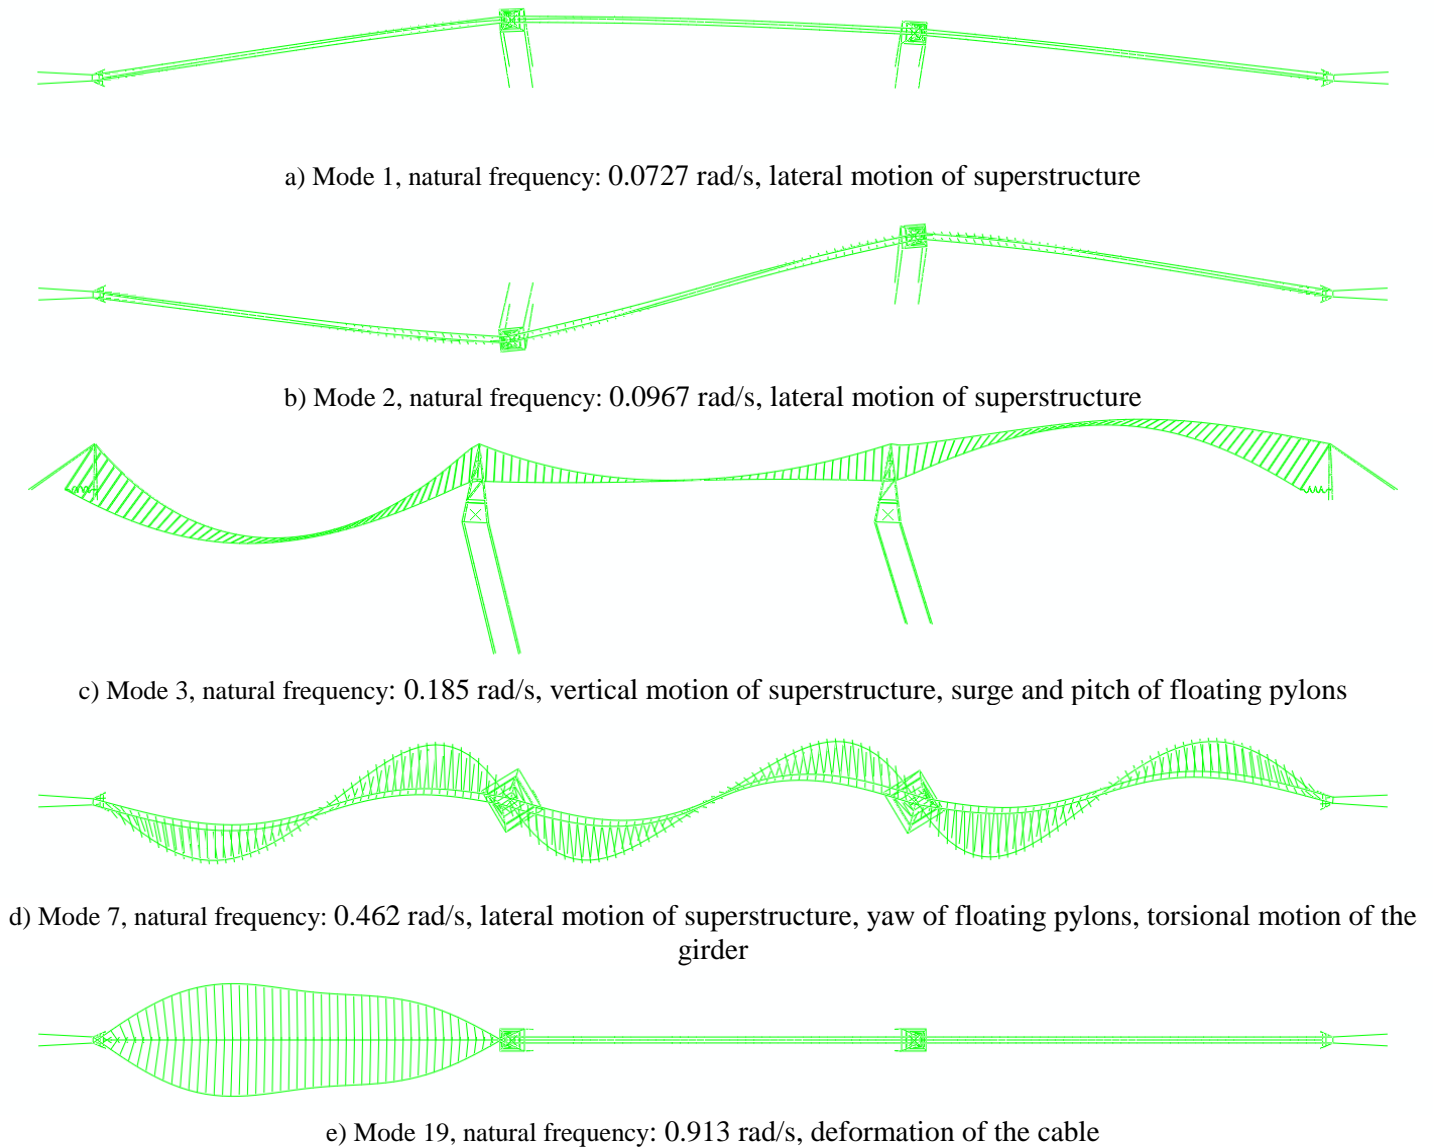 a) Mode 1, natural frequency: 0.0727 rad/s, lateral motion of superstructure
b) Mode 2, natural frequency: 0.0967 rad/s, lateral motion of superstructure
c) Mode 3, natural frequency: 0.185 rad/s, vertical motion of superstructure, surge and pitch of floating pylons
d) Mode 7, natural frequency: 0.462 rad/s, lateral motion of superstructure, yaw of floating pylons, torsional motion of the
girder
e) Mode 19, natural frequency: 0.913 rad/s, deformation of the cable